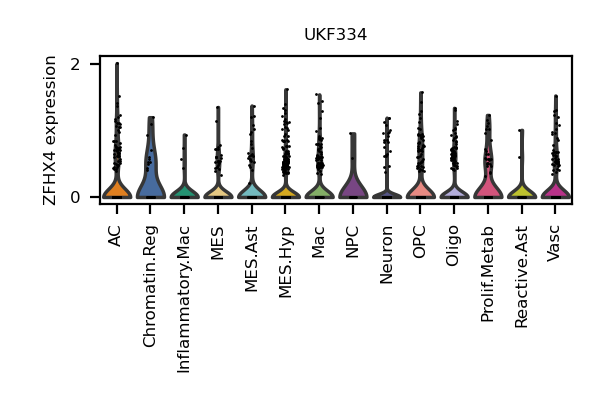 UKF334
ZFHX4 expression
2
0
AC
Chromatin.Reg
Inflammatory.Mac
MES
MES.Ast
MES.Hyp
Mac
NPC
Neuron
OPC
Oligo
Prolif.Metab
Reactive.Ast
Vasc